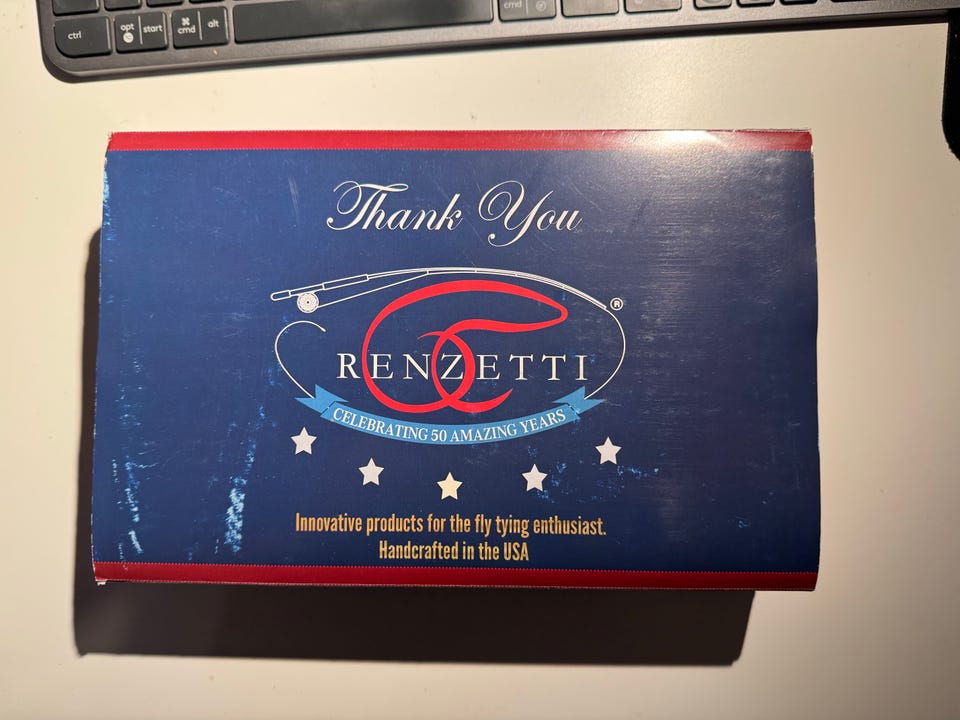 ctrl
opt start
⌘ cmd alt
cmd
Thank You
®
RENZETTI
CELEBRATING 50 AMAZING YEARS
Innovative products for the fly tying enthusiast.
Handcrafted in the USA